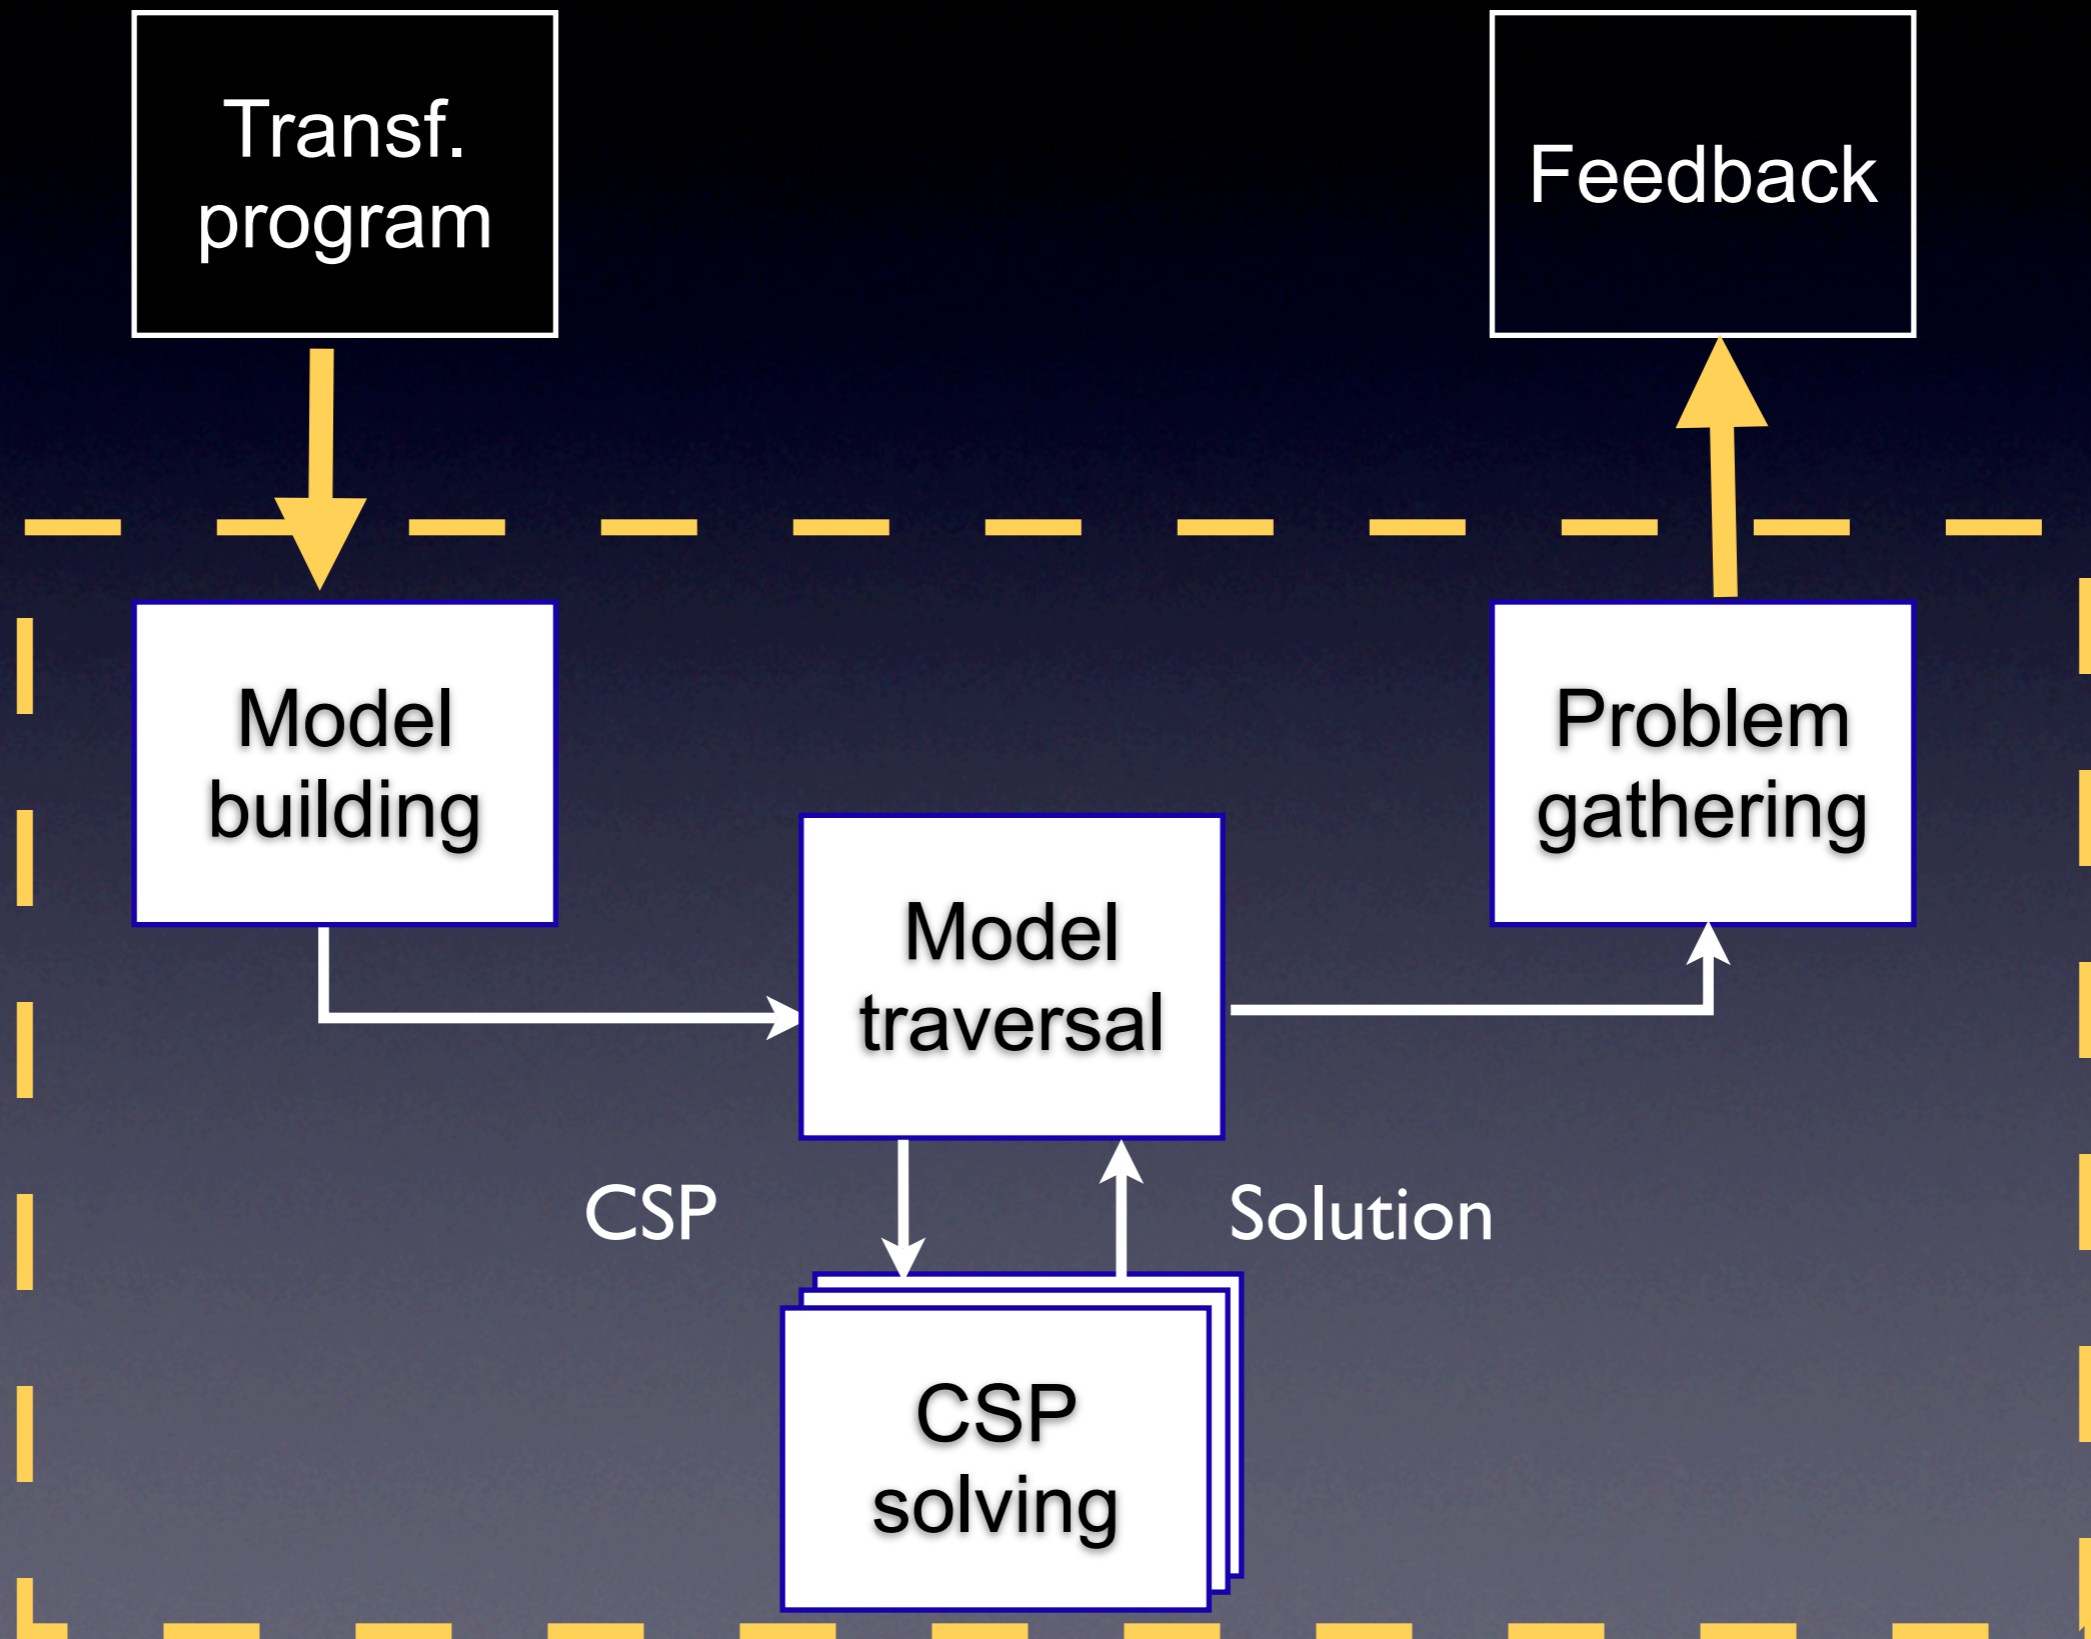 Transf.
program
Feedback
Model
building
Problem
gathering
Model
traversal
CSP
Solution
CSP
solving